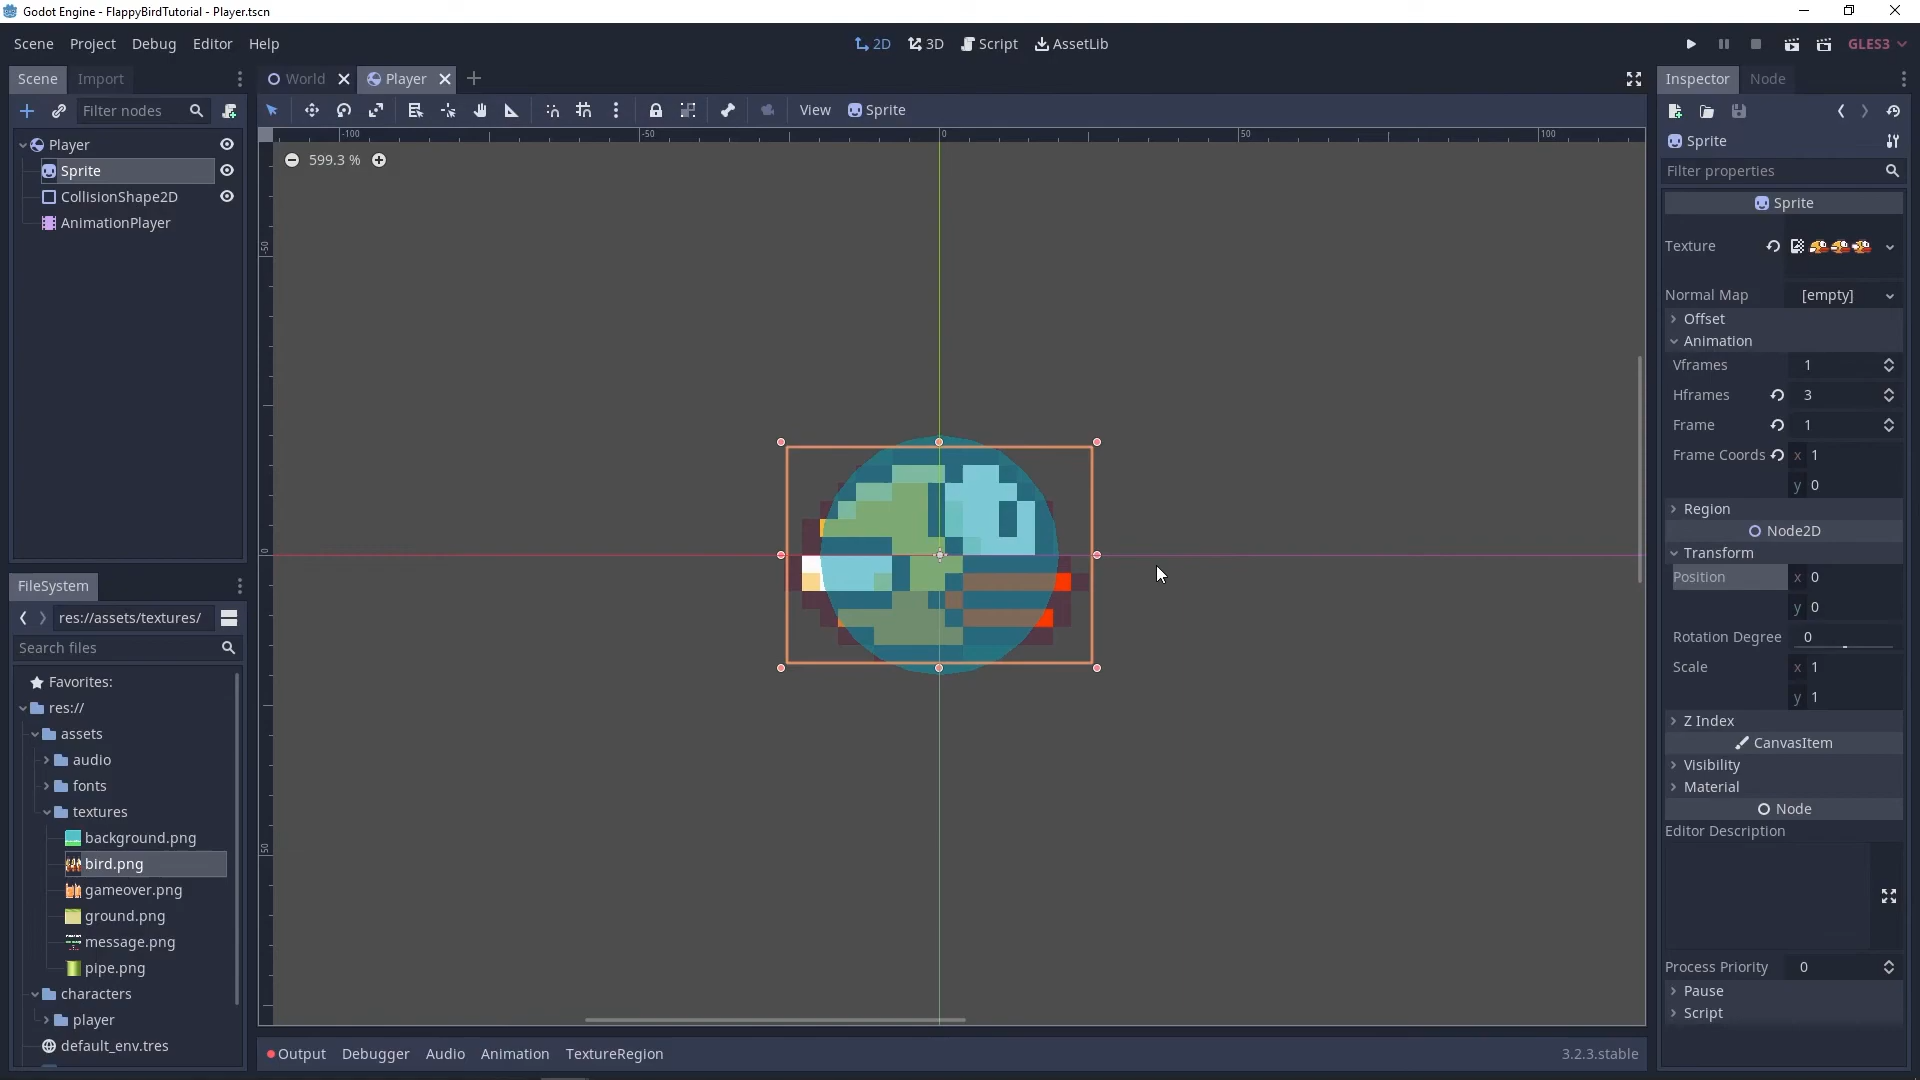 Godot Engine - FlappyBirdTutorial - Player.tscn
Scene Project Debug Editor Help
2D 3D Script AssetLib
GLES3
Scene Import
Filter nodes
Player
Sprite
CollisionShape2D
AnimationPlayer
FileSystem
res://assets/textures/
Search files
Favorites:
res://
assets
audio
fonts
textures
background.png
bird.png
gameover.png
ground.png
message.png
pipe.png
characters
player
default_env.tres
World Player
View Sprite
-100 -50 0 50 100
599.3 %
-50
0
50
Output Debugger Audio Animation TextureRegion 3.2.3.stable
Inspector Node
Sprite
Filter properties
Sprite
Texture
Normal Map [empty]
Offset
Animation
Vframes 1
Hframes 3
Frame 1
Frame Coords x 1
y 0
Region
Node2D
Transform
Position x 0
y 0
Rotation Degree 0
Scale x 1
y 1
Z Index
CanvasItem
Visibility
Material
Node
Editor Description
Process Priority 0
Pause
Script